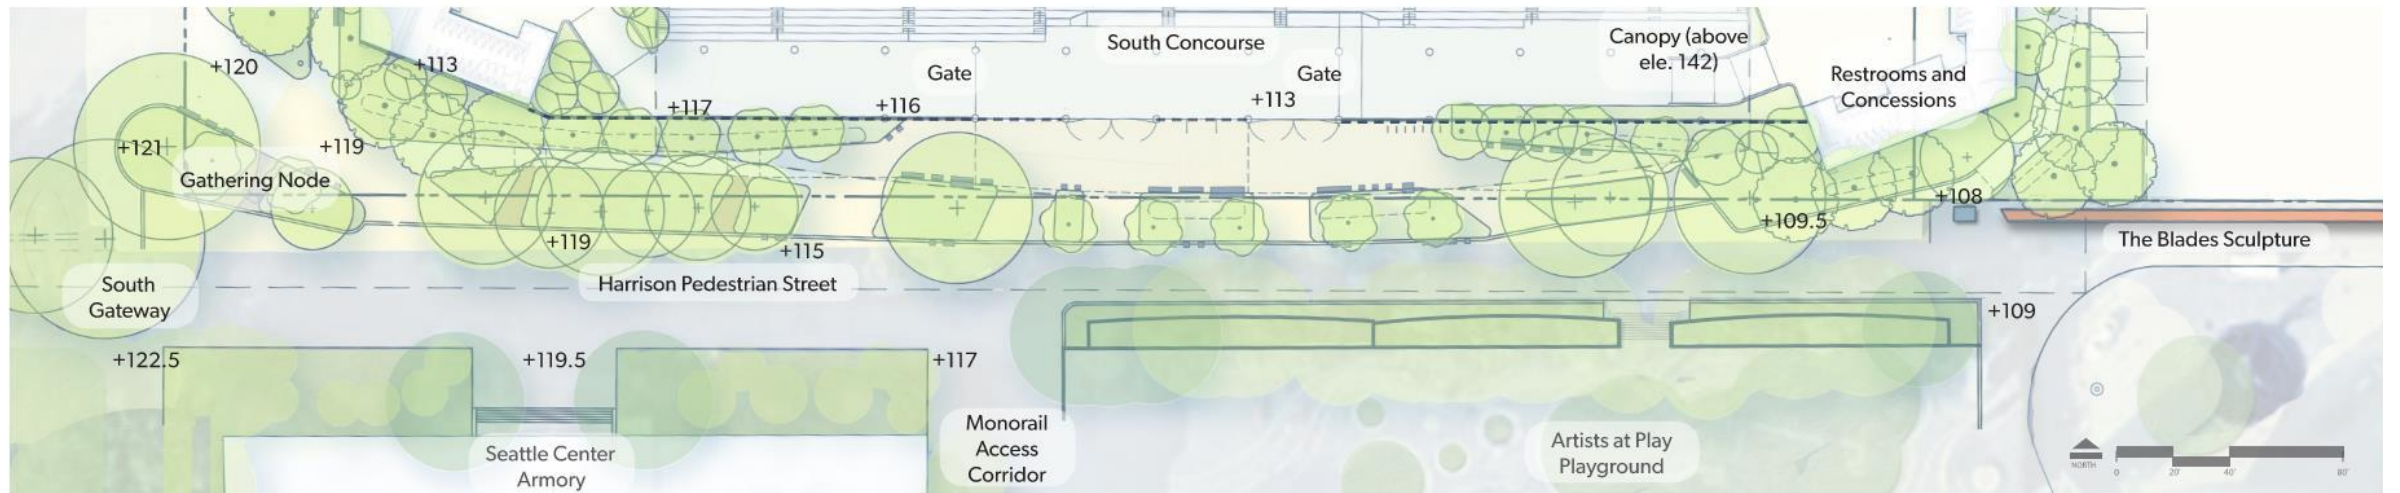 +120
+113
+117
+116
+113
South Concourse
Gate
Gate
Canopy (above
ele. 142)
Restrooms and
Concessions
+121
+119
Gathering Node
+119
+115
+109.5
+108
The Blades Sculpture
South
Gateway
Harrison Pedestrian Street
+109
+122.5
+119.5
+117
Monorail
Access
Corridor
Seattle Center
Armory
Artists at Play
Playground
NORTH
0 20' 40' 80'